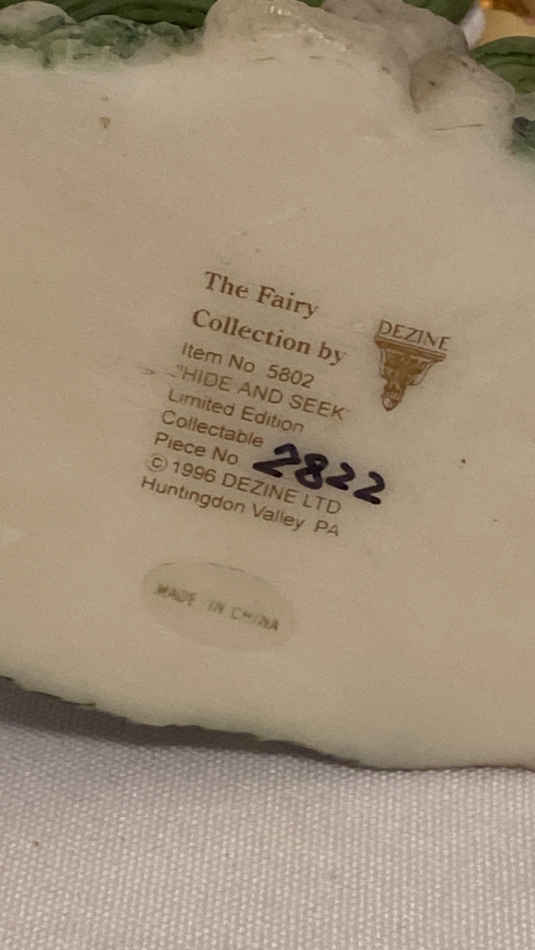 The Fairy
Collection by
DEZINE
Item No 5802
"HIDE AND SEEK"
Limited Edition
Collectable
Piece No 2822
© 1996 DEZINE LTD
Huntingdon Valley PA
MADE IN CHINA